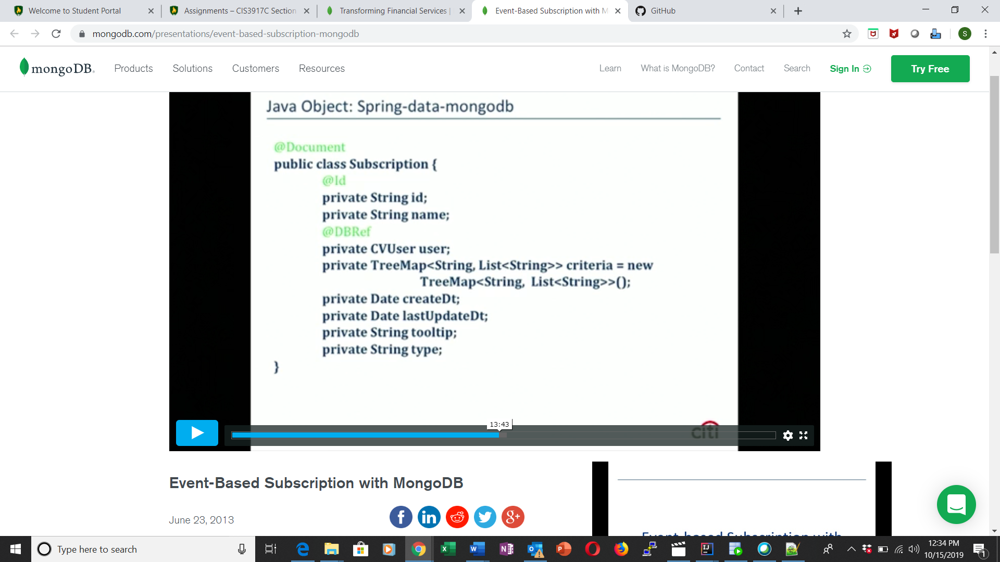 Welcome to Student Portal
Assignments – CIS3917C Section
Transforming Financial Services |
Event-Based Subscription with M
GitHub
mongodb.com/presentations/event-based-subscription-mongodb
S
mongoDB.
Products
Solutions
Customers
Resources
Learn
What is MongoDB?
Contact
Search
Sign In
Try Free
Java Object: Spring-data-mongodb
@Document
public class Subscription {
@Id
private String id;
private String name;
@DBRef
private CVUser user;
private TreeMap<String, List<String>> criteria = new
TreeMap<String, List<String>>();
private Date createDt;
private Date lastUpdateDt;
private String tooltip;
private String type;
}
13:43
citi
Event-Based Subscription with MongoDB
June 23, 2013
Event-based Subscription with
Type here to search
12:34 PM
10/15/2019
1